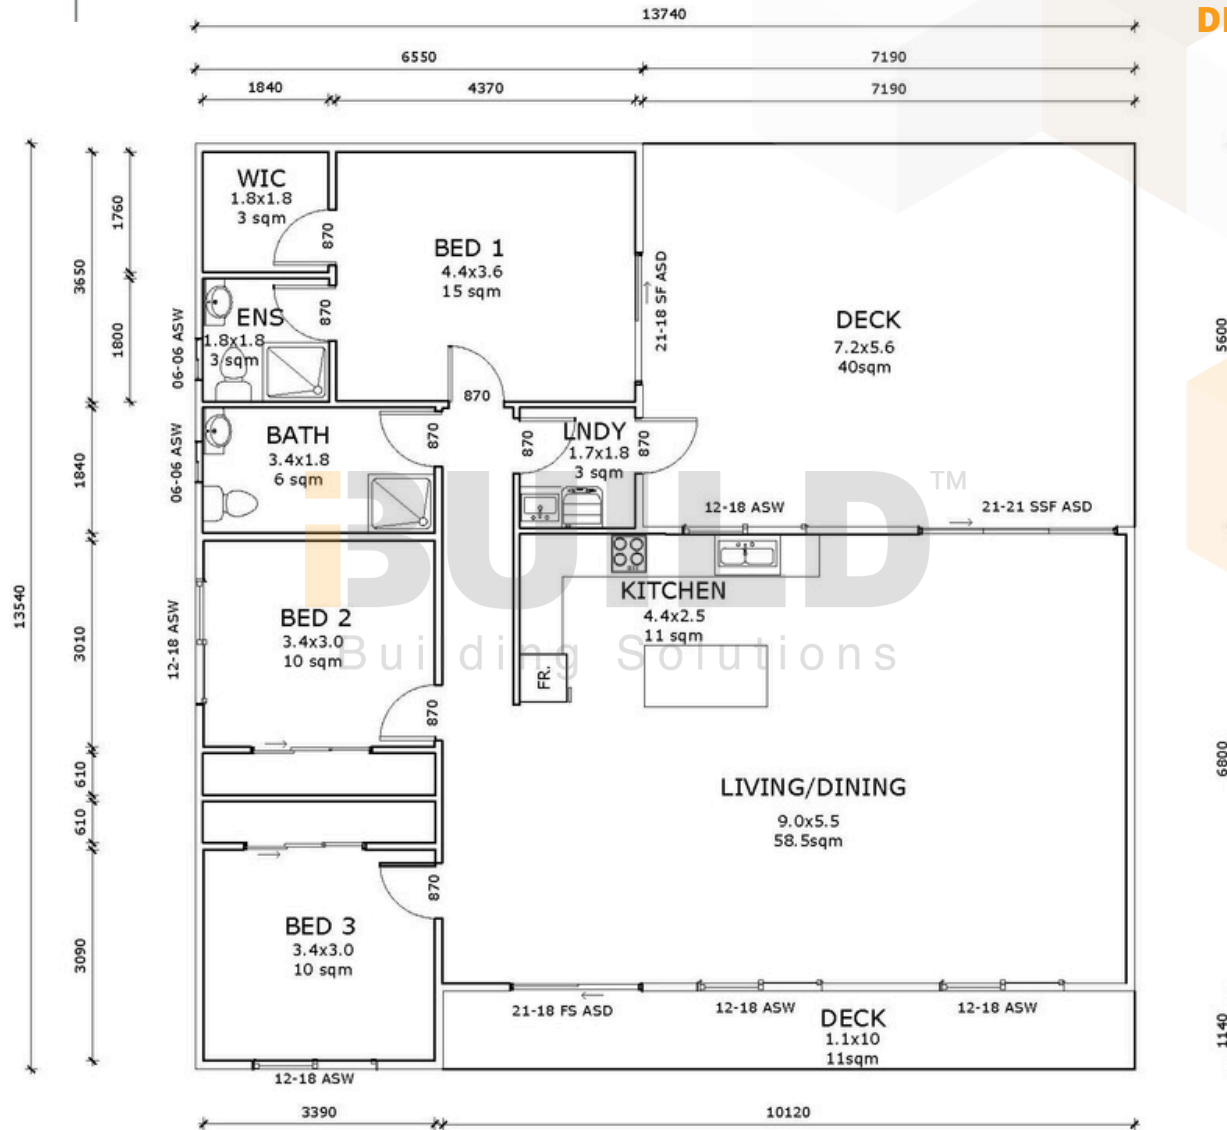 13740
DI
6550
7190
1840
4370
7190
WIC
1.8x1.8
3 sqm
870
1760
3650
BED 1
4.4x3.6
15 sqm
21-18 SF ASD
DECK
7.2x5.6
40sqm
5600
1800
06-06 ASW
ENS
1.8x1.8
3 sqm
870
870
BATH
3.4x1.8
6 sqm
870
06-06 ASW
1840
870
LNDY
1.7x1.8
3 sqm
870
iBUILD™
Building Solutions
12-18 ASW
21-21 SSF ASD
13540
3010
12-18 ASW
BED 2
3.4x3.0
10 sqm
870
KITCHEN
4.4x2.5
11 sqm
FR.
610
610
LIVING/DINING
9.0x5.5
58.5sqm
6800
870
BED 3
3.4x3.0
10 sqm
3090
21-18 FS ASD
12-18 ASW
12-18 ASW
DECK
1.1x10
11sqm
1140
12-18 ASW
3390
10120